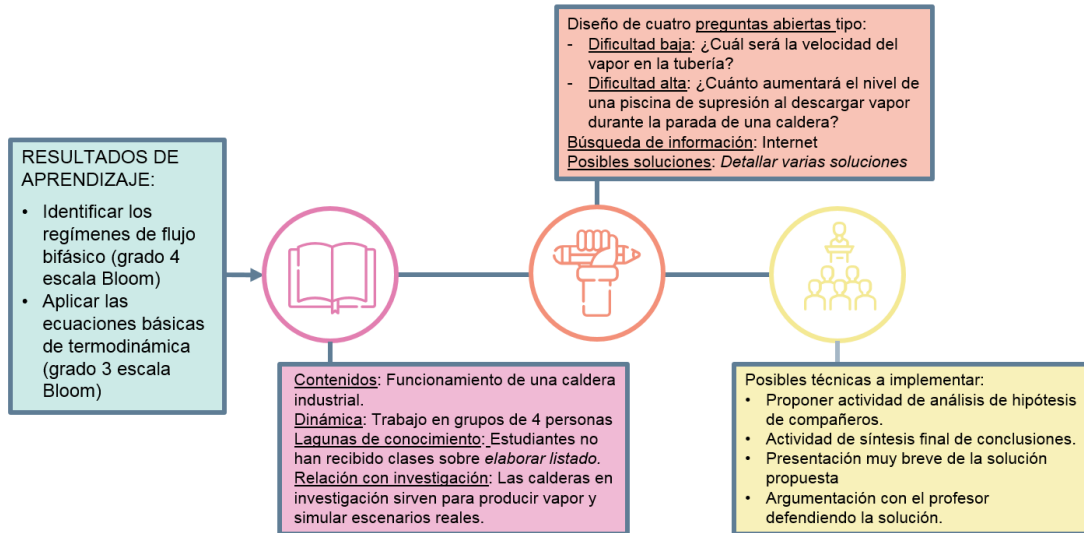 RESULTADOS DE
APRENDIZAJE:
• Identificar los
regímenes de flujo
bifásico (grado 4
escala Bloom)
• Aplicar las
ecuaciones básicas
de termodinámica
(grado 3 escala
Bloom)
Contenidos: Funcionamiento de una caldera
industrial.
Dinámica: Trabajo en grupos de 4 personas
Lagunas de conocimiento: Estudiantes no
han recibido clases sobre elaborar listado.
Relación con investigación: Las calderas en
investigación sirven para producir vapor y
simular escenarios reales.
Diseño de cuatro preguntas abiertas tipo:
- Dificultad baja: ¿Cuál será la velocidad del
vapor en la tubería?
- Dificultad alta: ¿Cuánto aumentará el nivel de
una piscina de supresión al descargar vapor
durante la parada de una caldera?
Búsqueda de información: Internet
Posibles soluciones: Detallar varias soluciones
Posibles técnicas a implementar:
• Proponer actividad de análisis de hipótesis
de compañeros.
• Actividad de síntesis final de conclusiones.
• Presentación muy breve de la solución
propuesta
• Argumentación con el profesor
defendiendo la solución.